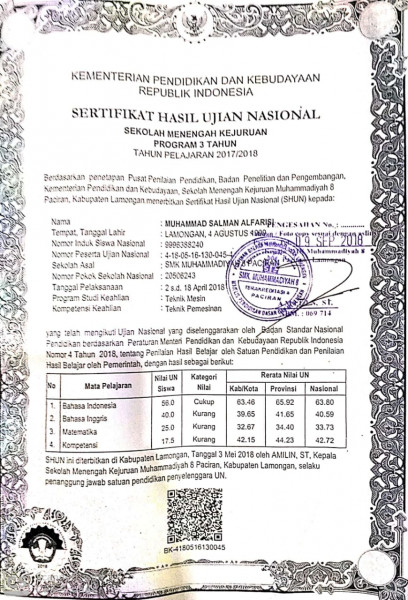 KEMENTERIAN PENDIDIKAN DAN KEBUDAYAAN
REPUBLIK INDONESIA
SERTIFIKAT HASIL UJIAN NASIONAL
SEKOLAH MENENGAH KEJURUAN
PROGRAM 3 TAHUN
TAHUN PELAJARAN 2017/2018
Berdasarkan penetapan Pusat Penilaian Pendidikan, Badan Penelitian dan Pengembangan,
Kementerian Pendidikan dan Kebudayaan, Sekolah Menengah Kejuruan Muhammadiyah 8
Paciran, Kabupaten Lamongan menerbitkan Sertifikat Hasil Ujian Nasional (SHUN) kepada:
Nama : MUHAMMAD SALMAN ALFARISI
Tempat, Tanggal Lahir : LAMONGAN, 4 AGUSTUS
Nomor Induk Siswa Nasional : 9996388240
Nomor Peserta Ujian Nasional : 4-18-05-16-130-045-4
Sekolah Asal : SMK MUHAMMADIYAH 8 PACIRAN
Nomor Pokok Sekolah Nasional : 20508243
Tanggal Pelaksanaan : 2 s.d. 18 April 2018
Program Studi Keahlian : Teknik Mesin
Kompetensi Keahlian : Teknik Pemesinan
PENGESAHAN No. :
Foto copy sesuai dengan
09 SEP 2018
Muhammadiyah 8
SMK MUHAMMADIYAH 8
TERAKREDITASI A
PACIRAN
ST.
: 069 714
yang telah mengikuti Ujian Nasional yang diselenggarakan oleh Badan Standar Nasional
Pendidikan berdasarkan Peraturan Menteri Pendidikan dan Kebudayaan Republik Indonesia
Nomor 4 Tahun 2018, tentang Penilaian Hasil Belajar oleh Satuan Pendidikan dan Penilaian
Hasil Belajar oleh Pemerintah, dengan hasil sebagai berikut:
No Mata Pelajaran Nilai UN Siswa Kategori Nilai Rerata Nilai UN
Kab/Kota Provinsi Nasional
1. Bahasa Indonesia 56.0 Cukup 63.46 65.92 63.80
2. Bahasa Inggris 40.0 Kurang 39.65 41.65 40.59
3. Matematika 25.0 Kurang 32.67 34.40 33.73
4. Kompetensi 17.5 Kurang 42.15 44.23 42.72
SHUN ini diterbitkan di Kabupaten Lamongan, Tanggal 3 Mei 2018 oleh AMILIN, ST, Kepala
Sekolah Menengah Kejuruan Muhammadiyah 8 Paciran, Kabupaten Lamongan, selaku
penanggung jawab satuan pendidikan penyelenggara UN.
BK-4180516130045
2018